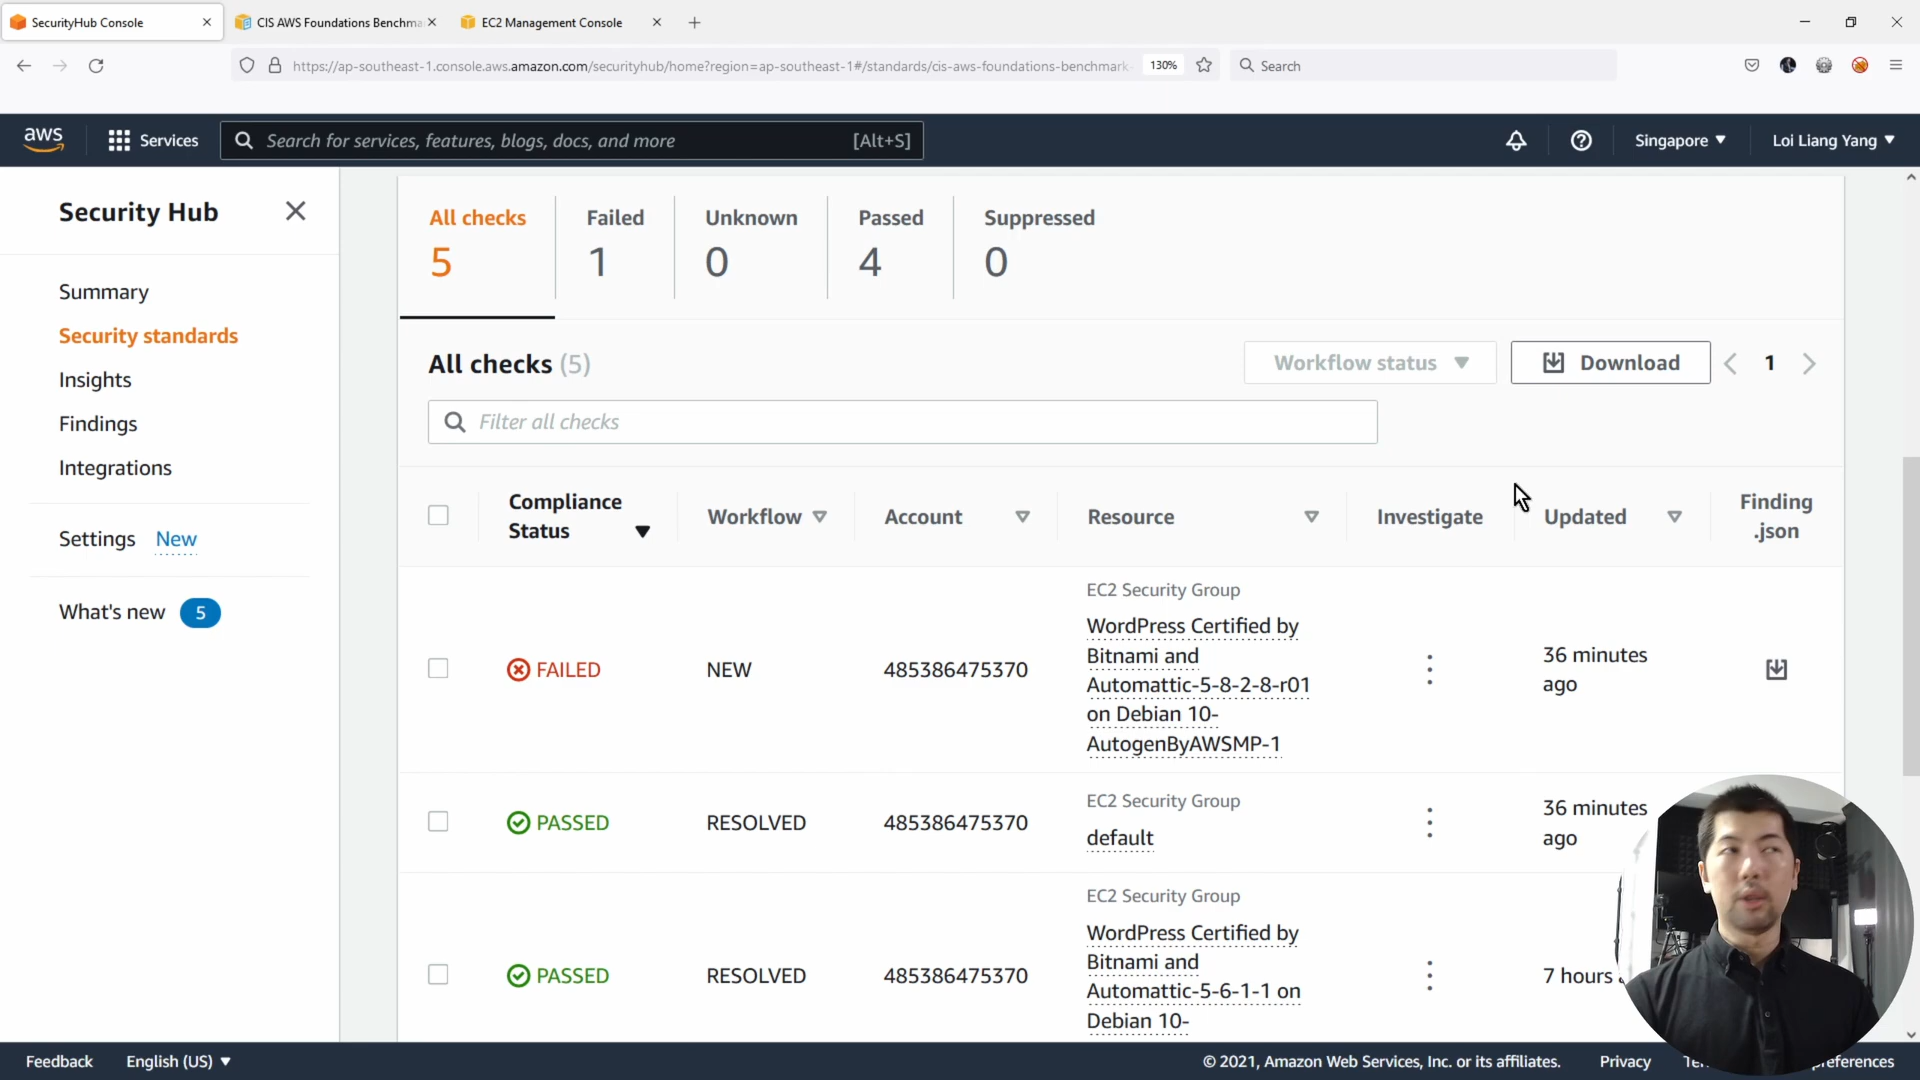 SecurityHub Console
CIS AWS Foundations Benchma
EC2 Management Console
https://ap-southeast-1.console.aws.amazon.com/securityhub/home?region=ap-southeast-1#/standards/cis-aws-foundations-benchmark
130%
Search
aws
Services
Search for services, features, blogs, docs, and more
[Alt+S]
Singapore
Loi Liang Yang
Security Hub
Summary
Security standards
Insights
Findings
Integrations
Settings New
What's new 5
All checks Failed Unknown Passed Suppressed
5 1 0 4 0
All checks (5)
Workflow status
Download
1
Filter all checks
Compliance
Status
Workflow
Account
Resource
Investigate
Updated
Finding
.json
FAILED
NEW
485386475370
EC2 Security Group
WordPress Certified by
Bitnami and
Automattic-5-8-2-8-r01
on Debian 10-
AutogenByAWSMP-1
36 minutes
ago
PASSED
RESOLVED
485386475370
EC2 Security Group
default
36 minutes
ago
PASSED
RESOLVED
485386475370
EC2 Security Group
WordPress Certified by
Bitnami and
Automattic-5-6-1-1 on
Debian 10-
7 hours
Feedback
English (US)
© 2021, Amazon Web Services, Inc. or its affiliates.
Privacy